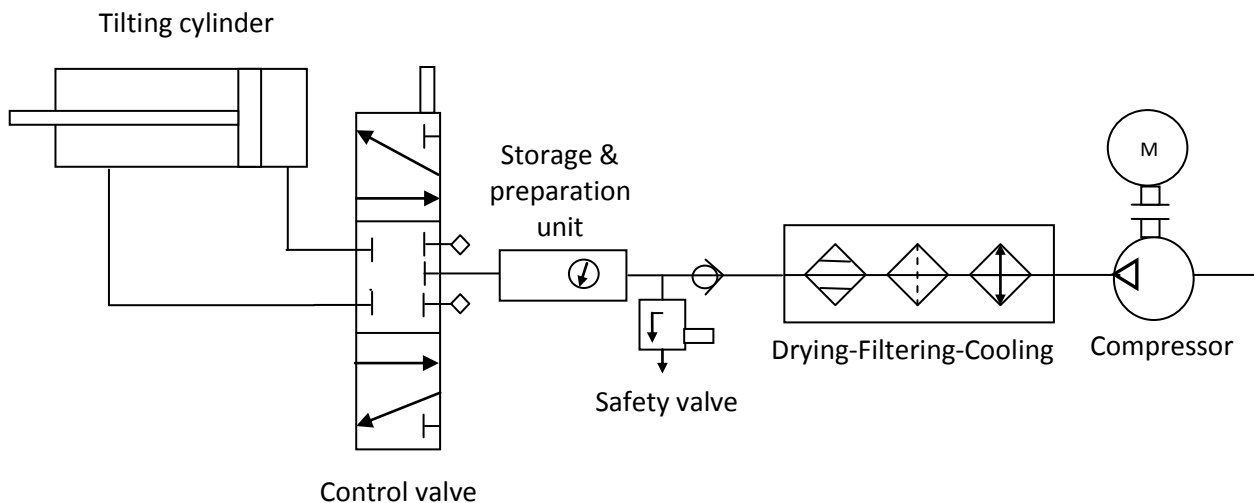 Tilting cylinder
Storage &
preparation
unit
M
Drying-Filtering-Cooling
Compressor
Safety valve
Control valve